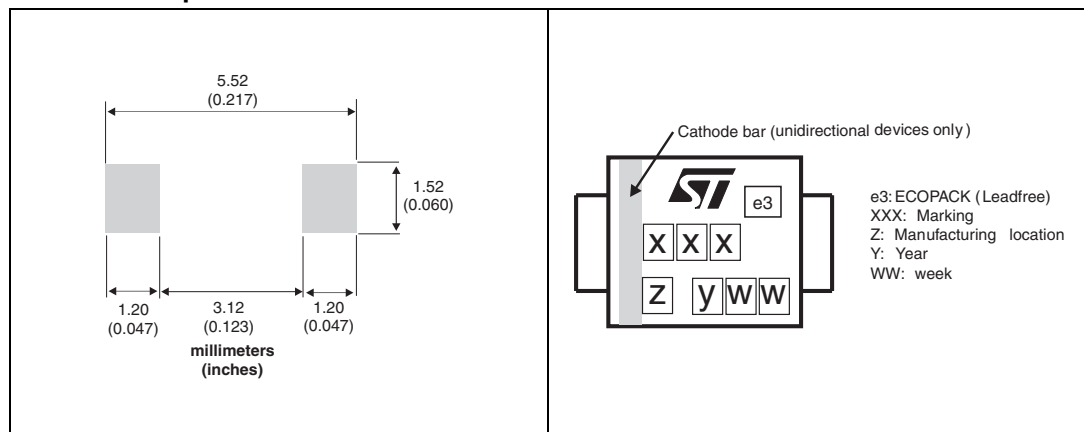 5.52
(0.217)
1.52
(0.060)
1.20
(0.047)
3.12
(0.123)
1.20
(0.047)
millimeters
(inches)
Cathode bar (unidirectional devices only)
ST
e3
x x x
z y w w
e3: ECOPACK (Leadfree)
XXX: Marking
Z: Manufacturing location
Y: Year
WW: week